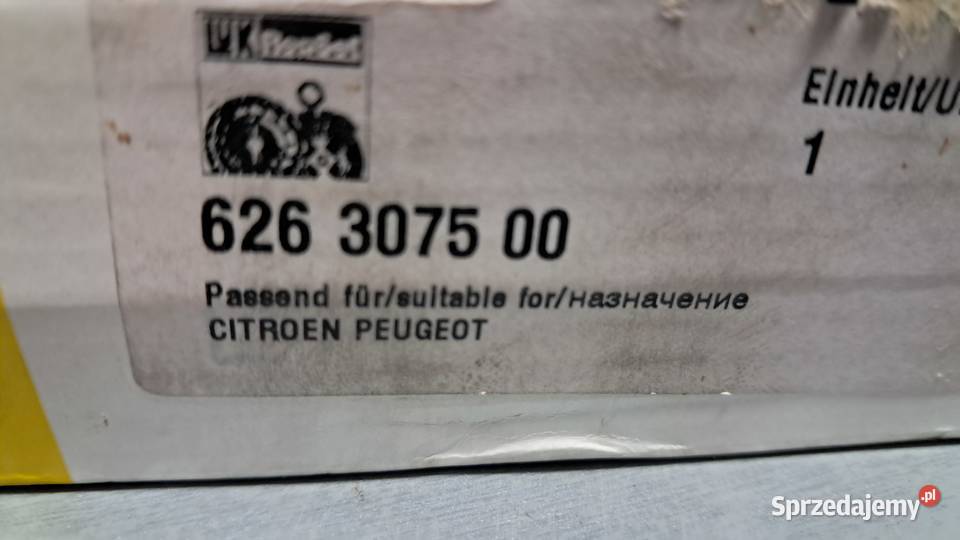 LuK RepSet
Einheit/U
1
626 3075 00
Passend für/suitable for/назначение
CITROEN PEUGEOT
Sprzedajemy.pl